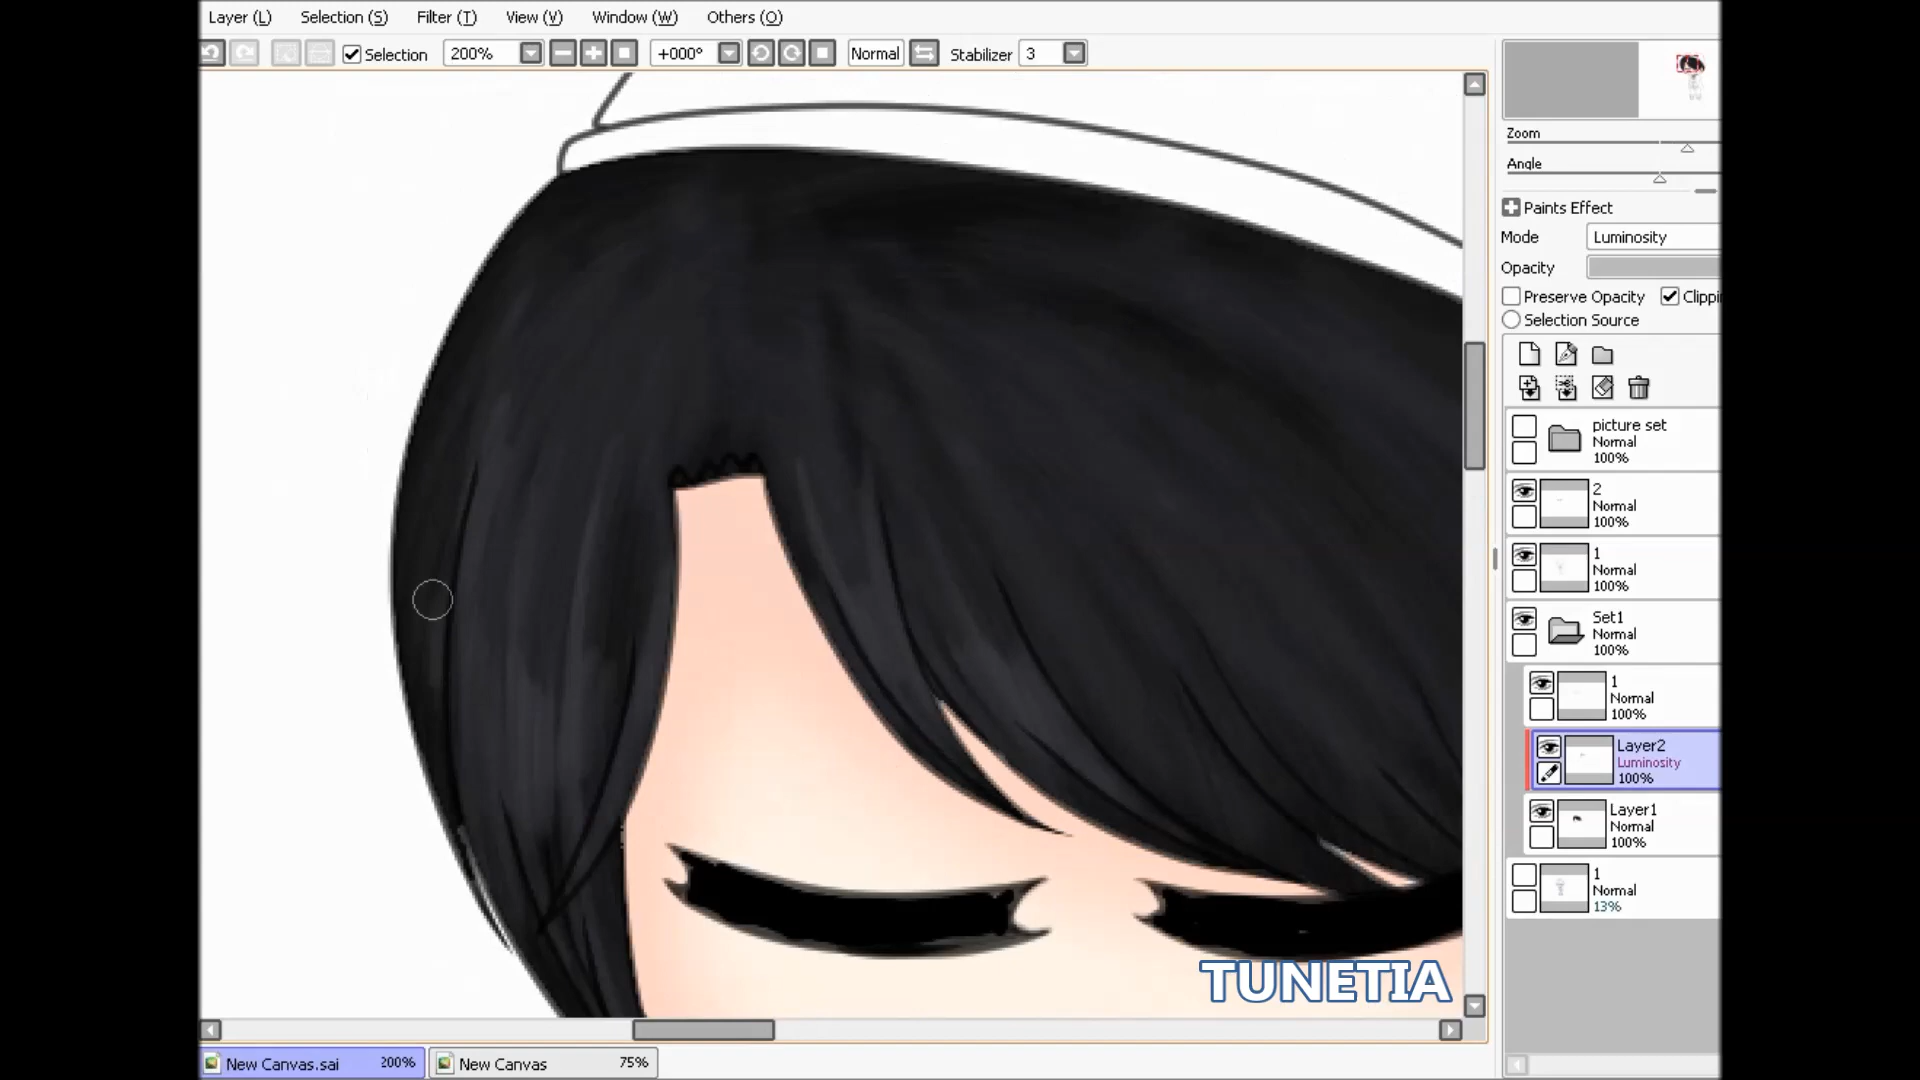 Layer (L) Selection (S) Filter (T) View (V) Window (W) Others (O)
Selection 200% +000° Normal Stabilizer 3
Zoom
Angle
Paints Effect
Mode Luminosity
Opacity
Preserve Opacity Clippi
Selection Source
picture set
Normal
100%
2
Normal
100%
1
Normal
100%
Set1
Normal
100%
1
Normal
100%
Layer2
Luminosity
100%
Layer1
Normal
100%
1
Normal
13%
TUNETIA
New Canvas.sai 200% New Canvas 75%